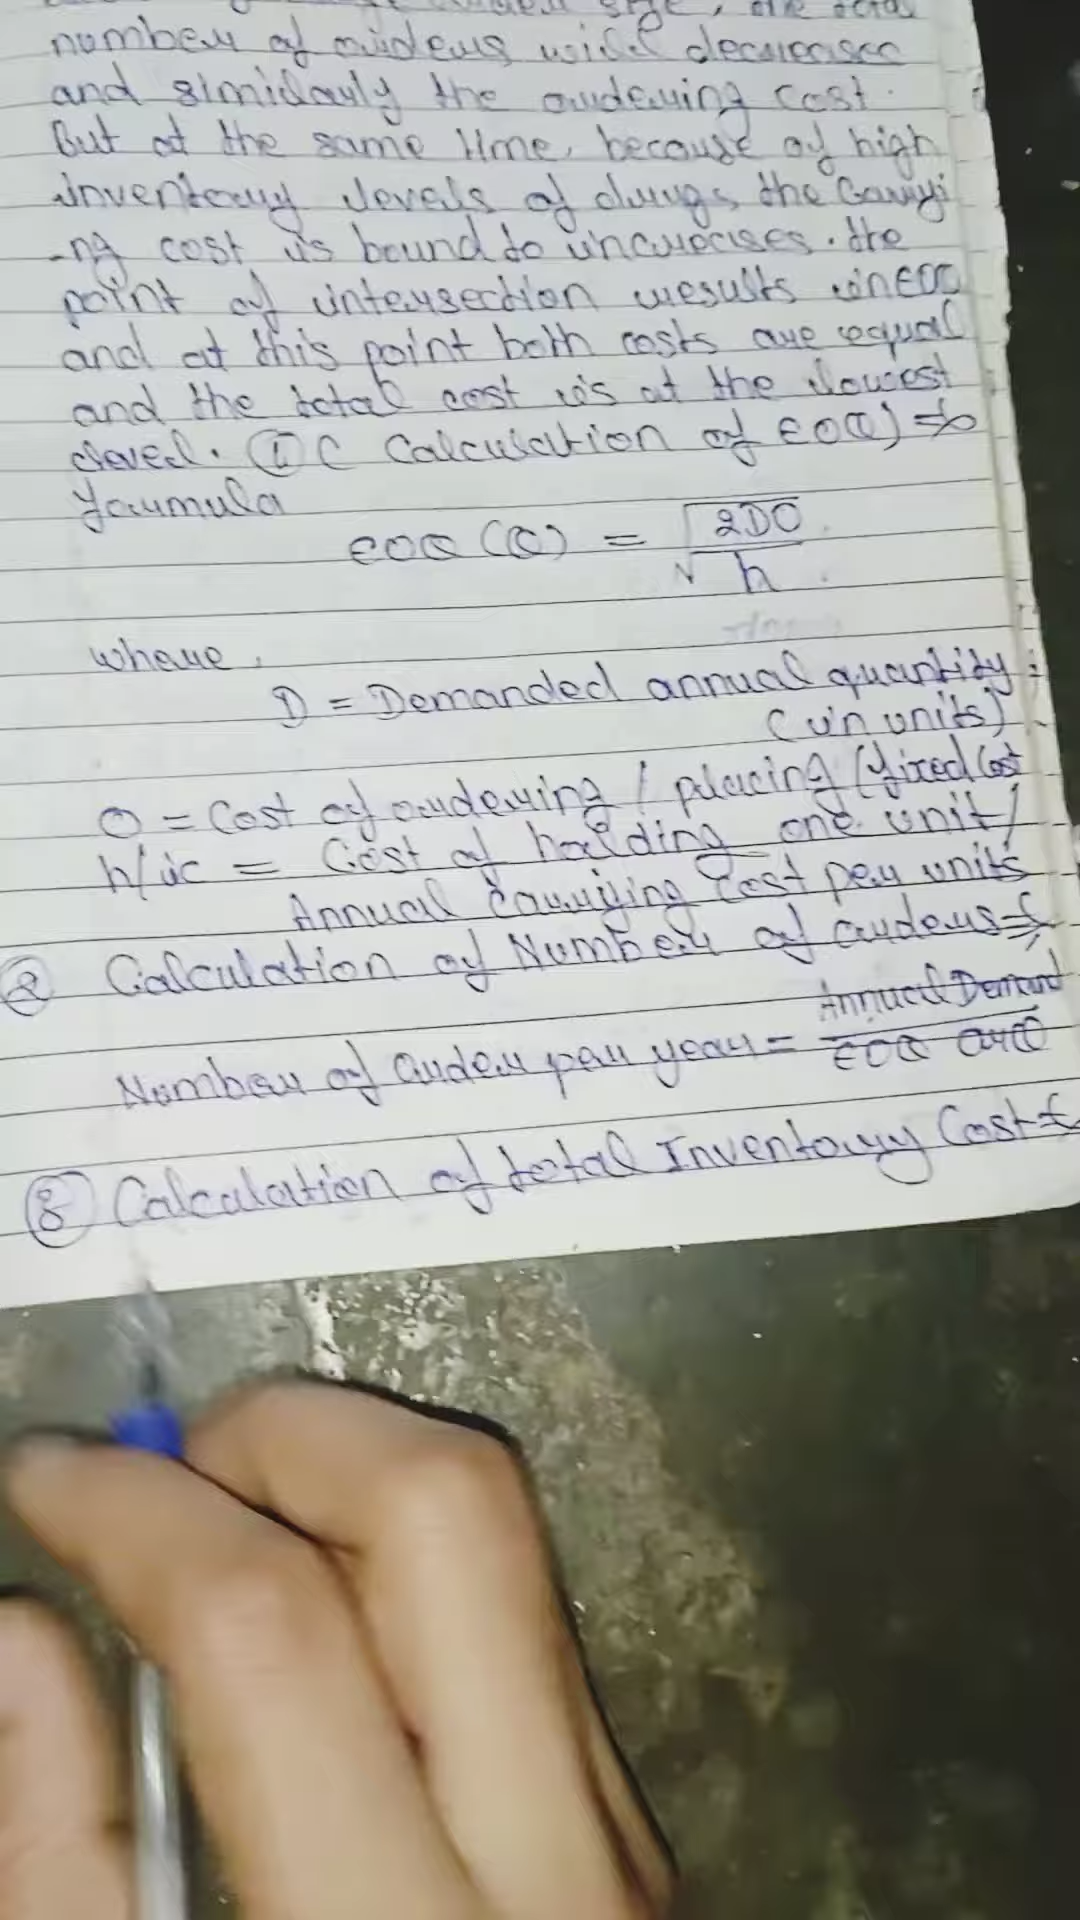 size, the total
number of orders will decreases
and similarly the ordering cost.
But at the same time, because of high
inventory levels of drugs the Carryi
-ng cost is bound to increases. the
point of intersection results in EOQ
and at this point both costs are equal
and the total cost is at the lowest
level. ① C Calculation of EOQ) =>
formula
EOQ (Q) = √2DO
h
where,
D = Demanded annual quantity
(in units)
O = Cost of ordering / placing (fixed Cost
h/ic = Cost of holding one unit/
Annual Carrying Cost per units
② Calculation of Number of orders =>
Annual Demand
Number of order per year = EOQ or Q
③ Calculation of total Inventory Cost =>